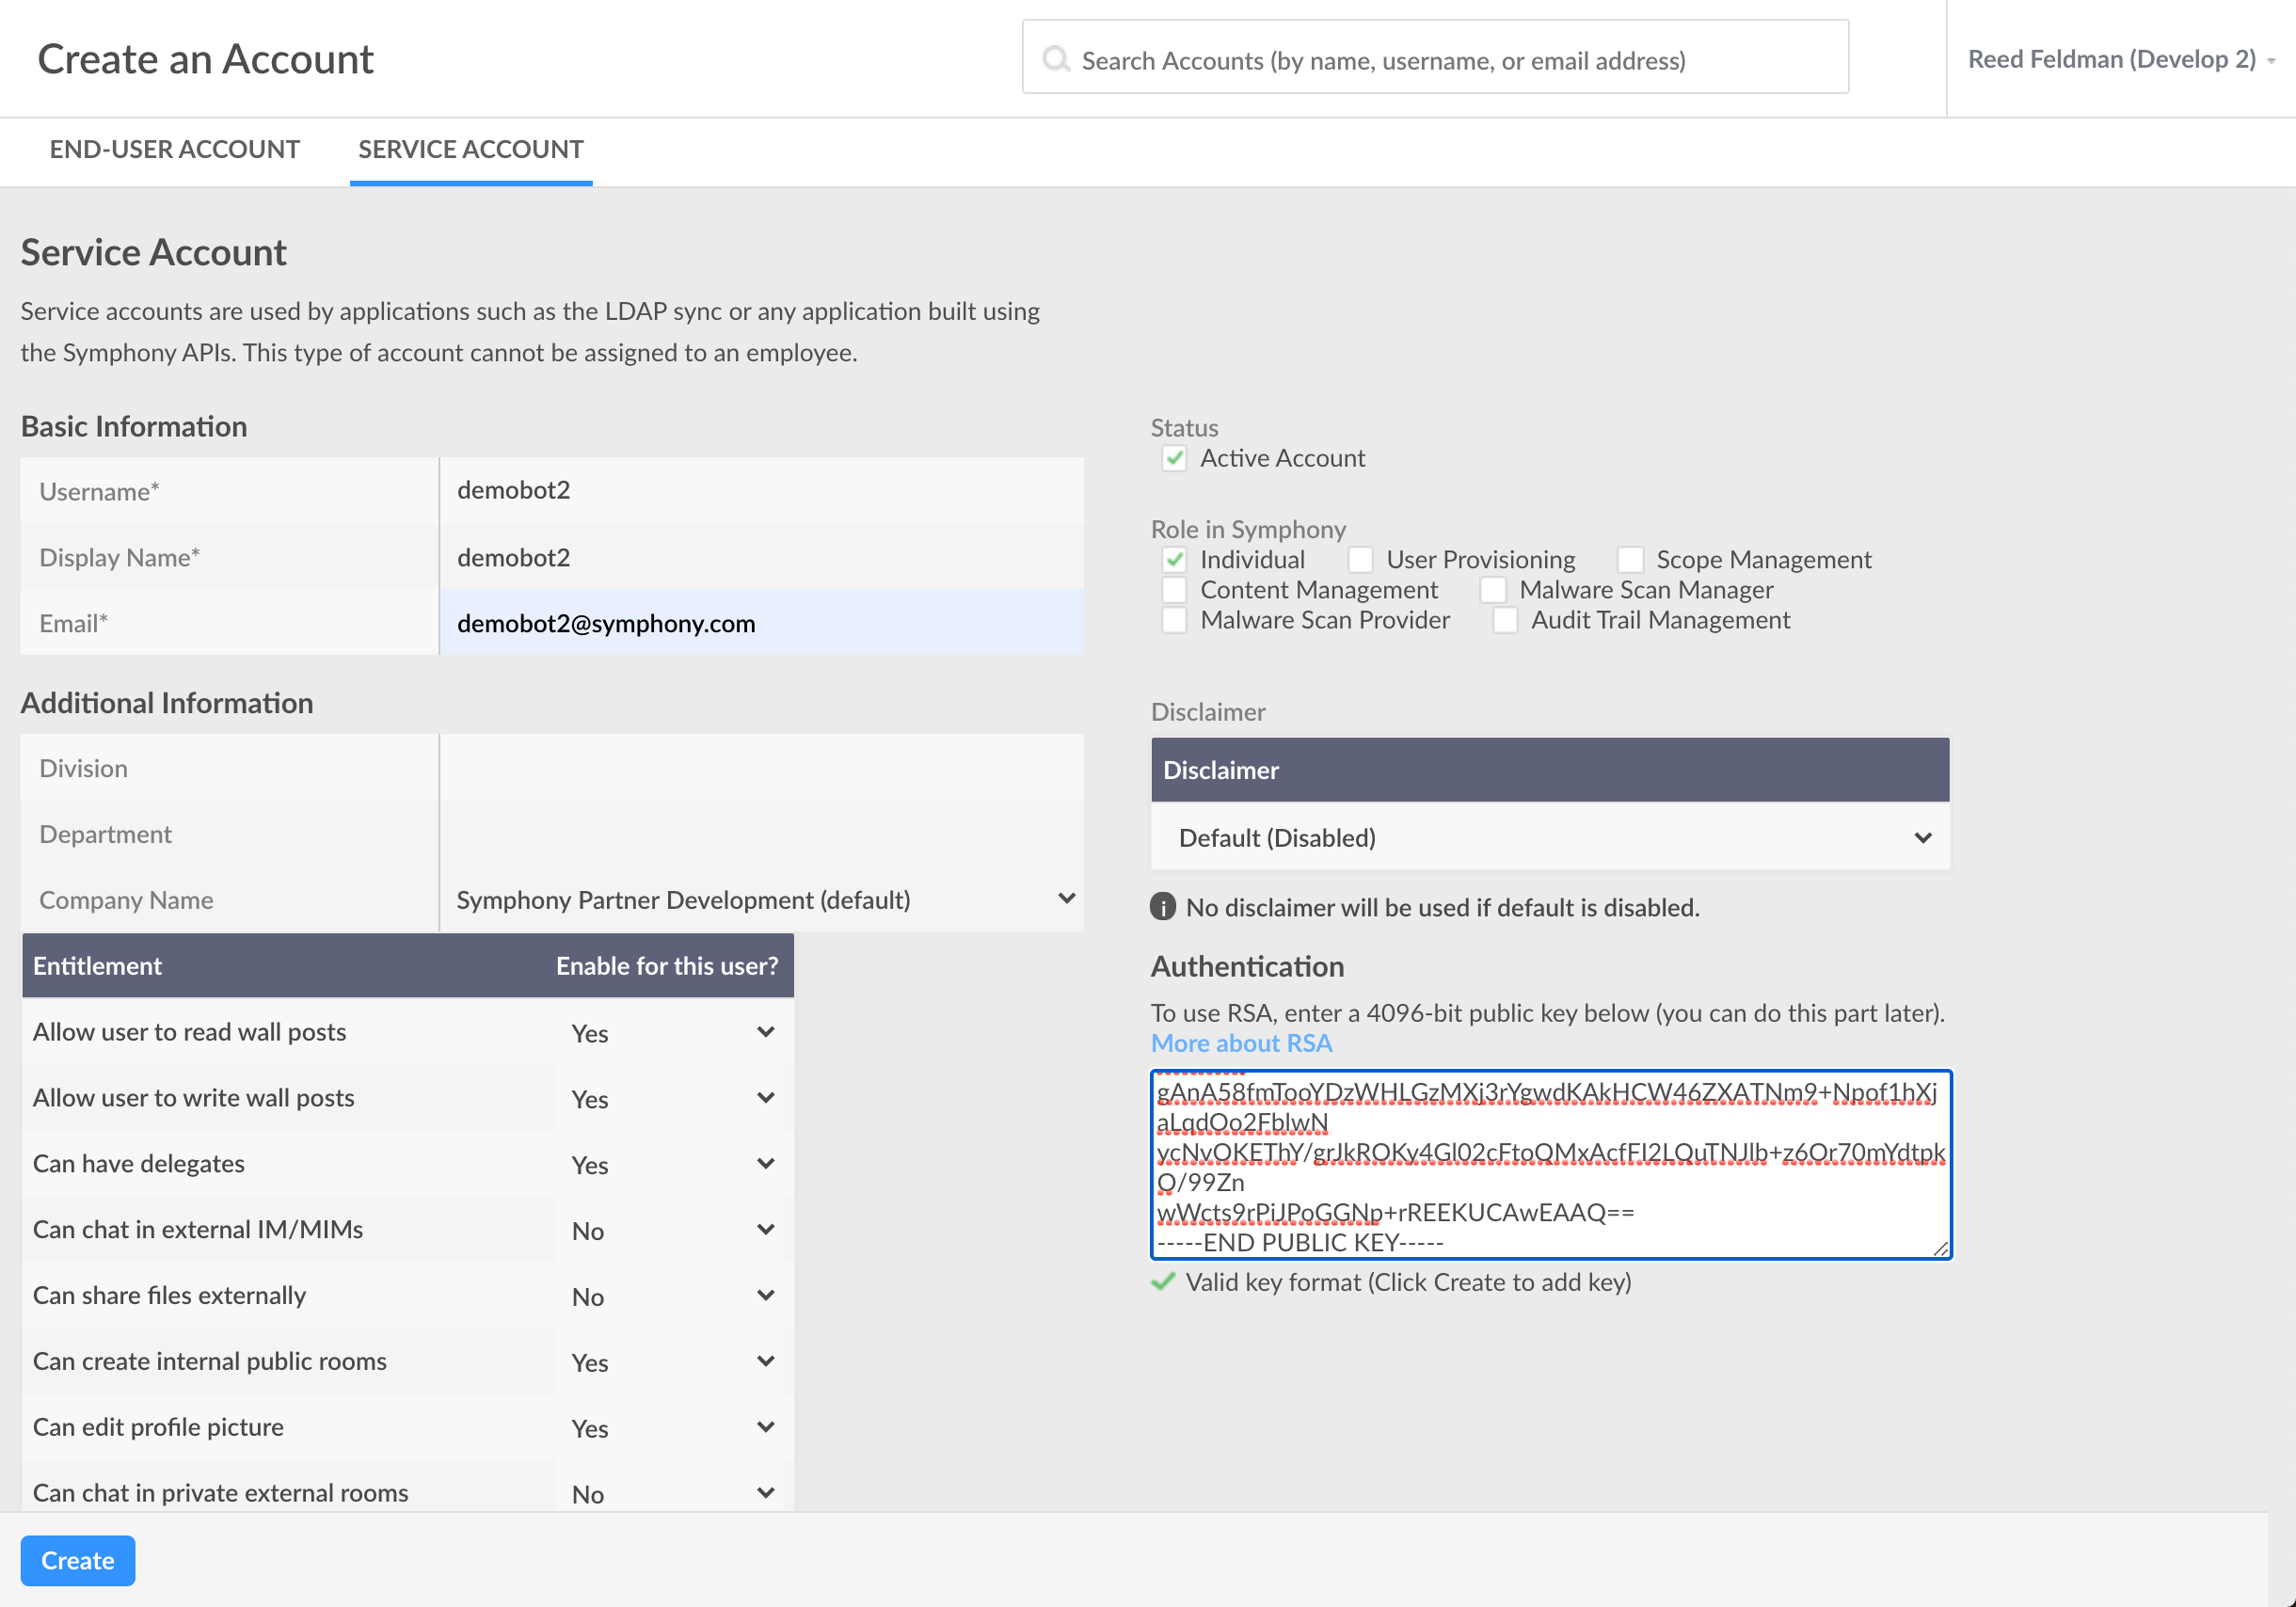 Create an Account
Search Accounts (by name, username, or email address)
Reed Feldman (Develop 2)
END-USER ACCOUNT
SERVICE ACCOUNT
Service Account
Service accounts are used by applications such as the LDAP sync or any application built using
the Symphony APIs. This type of account cannot be assigned to an employee.
Basic Information
Username* demobot2
Display Name* demobot2
Email* demobot2@symphony.com
Additional Information
Division
Department
Company Name Symphony Partner Development (default)
Entitlement Enable for this user?
Allow user to read wall posts Yes
Allow user to write wall posts Yes
Can have delegates Yes
Can chat in external IM/MIMs No
Can share files externally No
Can create internal public rooms Yes
Can edit profile picture Yes
Can chat in private external rooms No
Status
Active Account
Role in Symphony
Individual User Provisioning Scope Management
Content Management Malware Scan Manager
Malware Scan Provider Audit Trail Management
Disclaimer
Disclaimer
Default (Disabled)
No disclaimer will be used if default is disabled.
Authentication
To use RSA, enter a 4096-bit public key below (you can do this part later).
More about RSA
gAnA58fmTooYDzWHLGzMXj3rYgwdKAkHCW46ZXATNm9+Npof1hXj
aLqdOo2FblwN
ycNvOKEThY/grJkROKy4Gl02cFtoQMxAcfFI2LQuTNJlb+z6Or70mYdtpk
O/99Zn
wWcts9rPiJPoGGNp+rREEKUCAwEAAQ==
-----END PUBLIC KEY-----
Valid key format (Click Create to add key)
Create